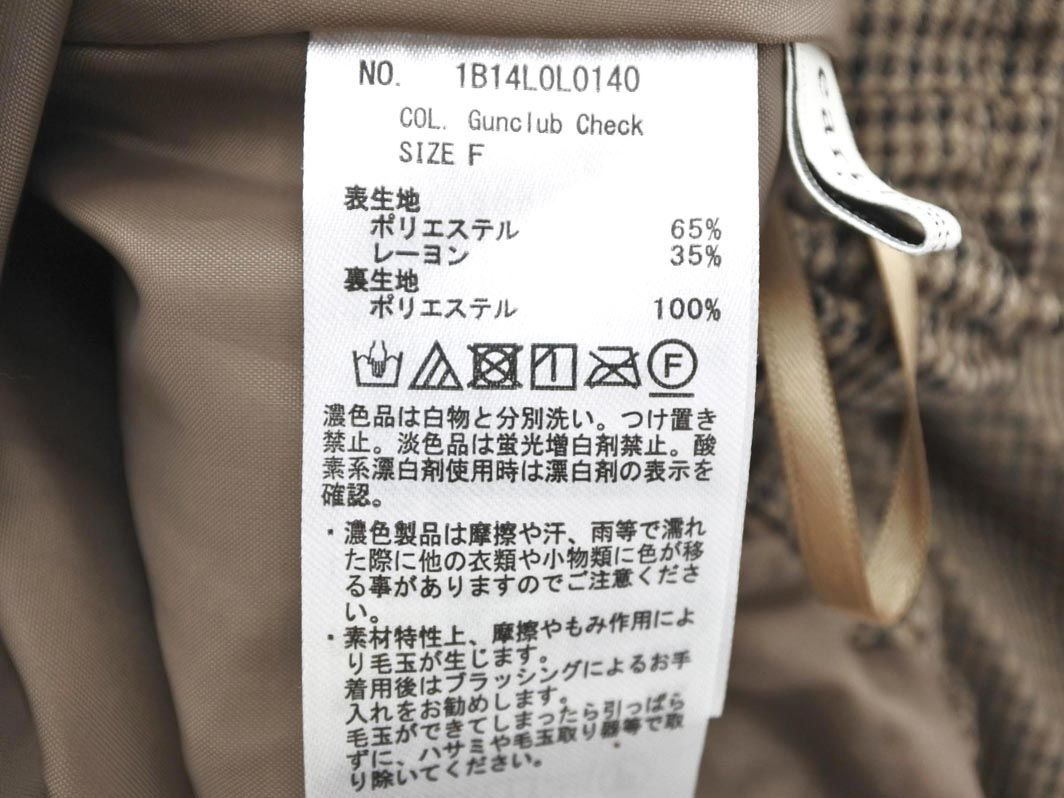 NO. 1B14L0L0140
COL. Gunclub Check
SIZE F
表生地
ポリエステル 65%
レーヨン 35%
裏生地
ポリエステル 100%
F
濃色品は白物と分別洗い。つけ置き
禁止。淡色品は蛍光増白剤禁止。酸
素系漂白剤使用時は漂白剤の表示を
確認。
・濃色製品は摩擦や汗、雨等で濡れ
た際に他の衣類や小物類に色が移
る事がありますのでご注意くださ
い。
・素材特性上、摩擦やもみ作用によ
り毛玉が生じます。
着用後はブラッシングによるお手
入れをお勧めします。
毛玉ができてしまったら引っぱら
ずに、ハサミや毛玉取り器等で取
り除いてください。